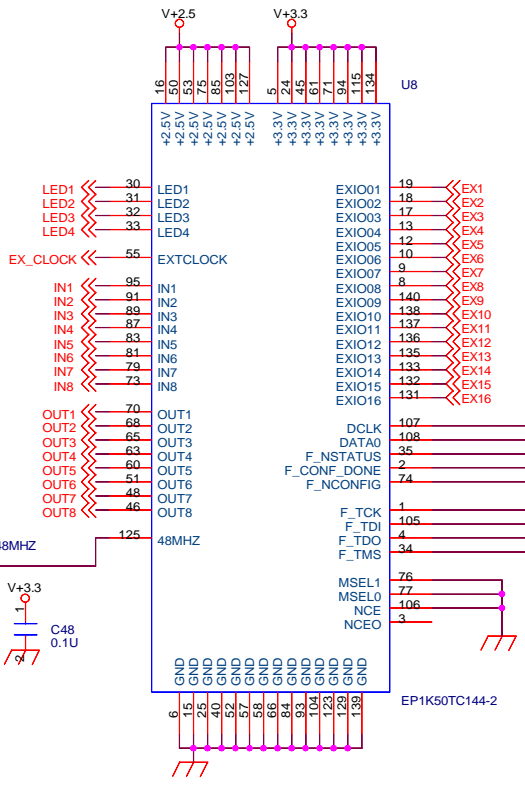 V+2.5 V+3.3
16 50 53 75 85 103 127 5 24 45 61 71 94 115 134
U8
+2.5V +2.5V +2.5V +2.5V +2.5V +2.5V +2.5V +3.3V +3.3V +3.3V +3.3V +3.3V +3.3V +3.3V +3.3V
LED1 30 LED1
LED2 31 LED2
LED3 32 LED3
LED4 33 LED4
EX_CLOCK 55 EXTCLOCK
IN1 95 IN1
IN2 91 IN2
IN3 89 IN3
IN4 87 IN4
IN5 83 IN5
IN6 81 IN6
IN7 79 IN7
IN8 73 IN8
OUT1 70 OUT1
OUT2 68 OUT2
OUT3 65 OUT3
OUT4 63 OUT4
OUT5 60 OUT5
OUT6 51 OUT6
OUT7 48 OUT7
OUT8 46 OUT8
48MHZ 125 48MHZ
EXIO01 19 EX1
EXIO02 18 EX2
EXIO03 17 EX3
EXIO04 13 EX4
EXIO05 12 EX5
EXIO06 10 EX6
EXIO07 9 EX7
EXIO08 8 EX8
EXIO09 140 EX9
EXIO10 138 EX10
EXIO11 137 EX11
EXIO12 136 EX12
EXIO13 135 EX13
EXIO14 133 EX14
EXIO15 132 EX15
EXIO16 131 EX16
DCLK 107
DATA0 108
F_NSTATUS 35
F_CONF_DONE 2
F_NCONFIG 74
F_TCK 1
F_TDI 105
F_TDO 4
F_TMS 34
MSEL1 76
MSEL0 77
NCE 106
NCEO 3
V+3.3
1
C48
0.1U
2
GND GND GND GND GND GND GND GND GND GND GND GND GND GND
6 15 25 40 52 57 58 66 84 93 104 123 129 139
EP1K50TC144-2